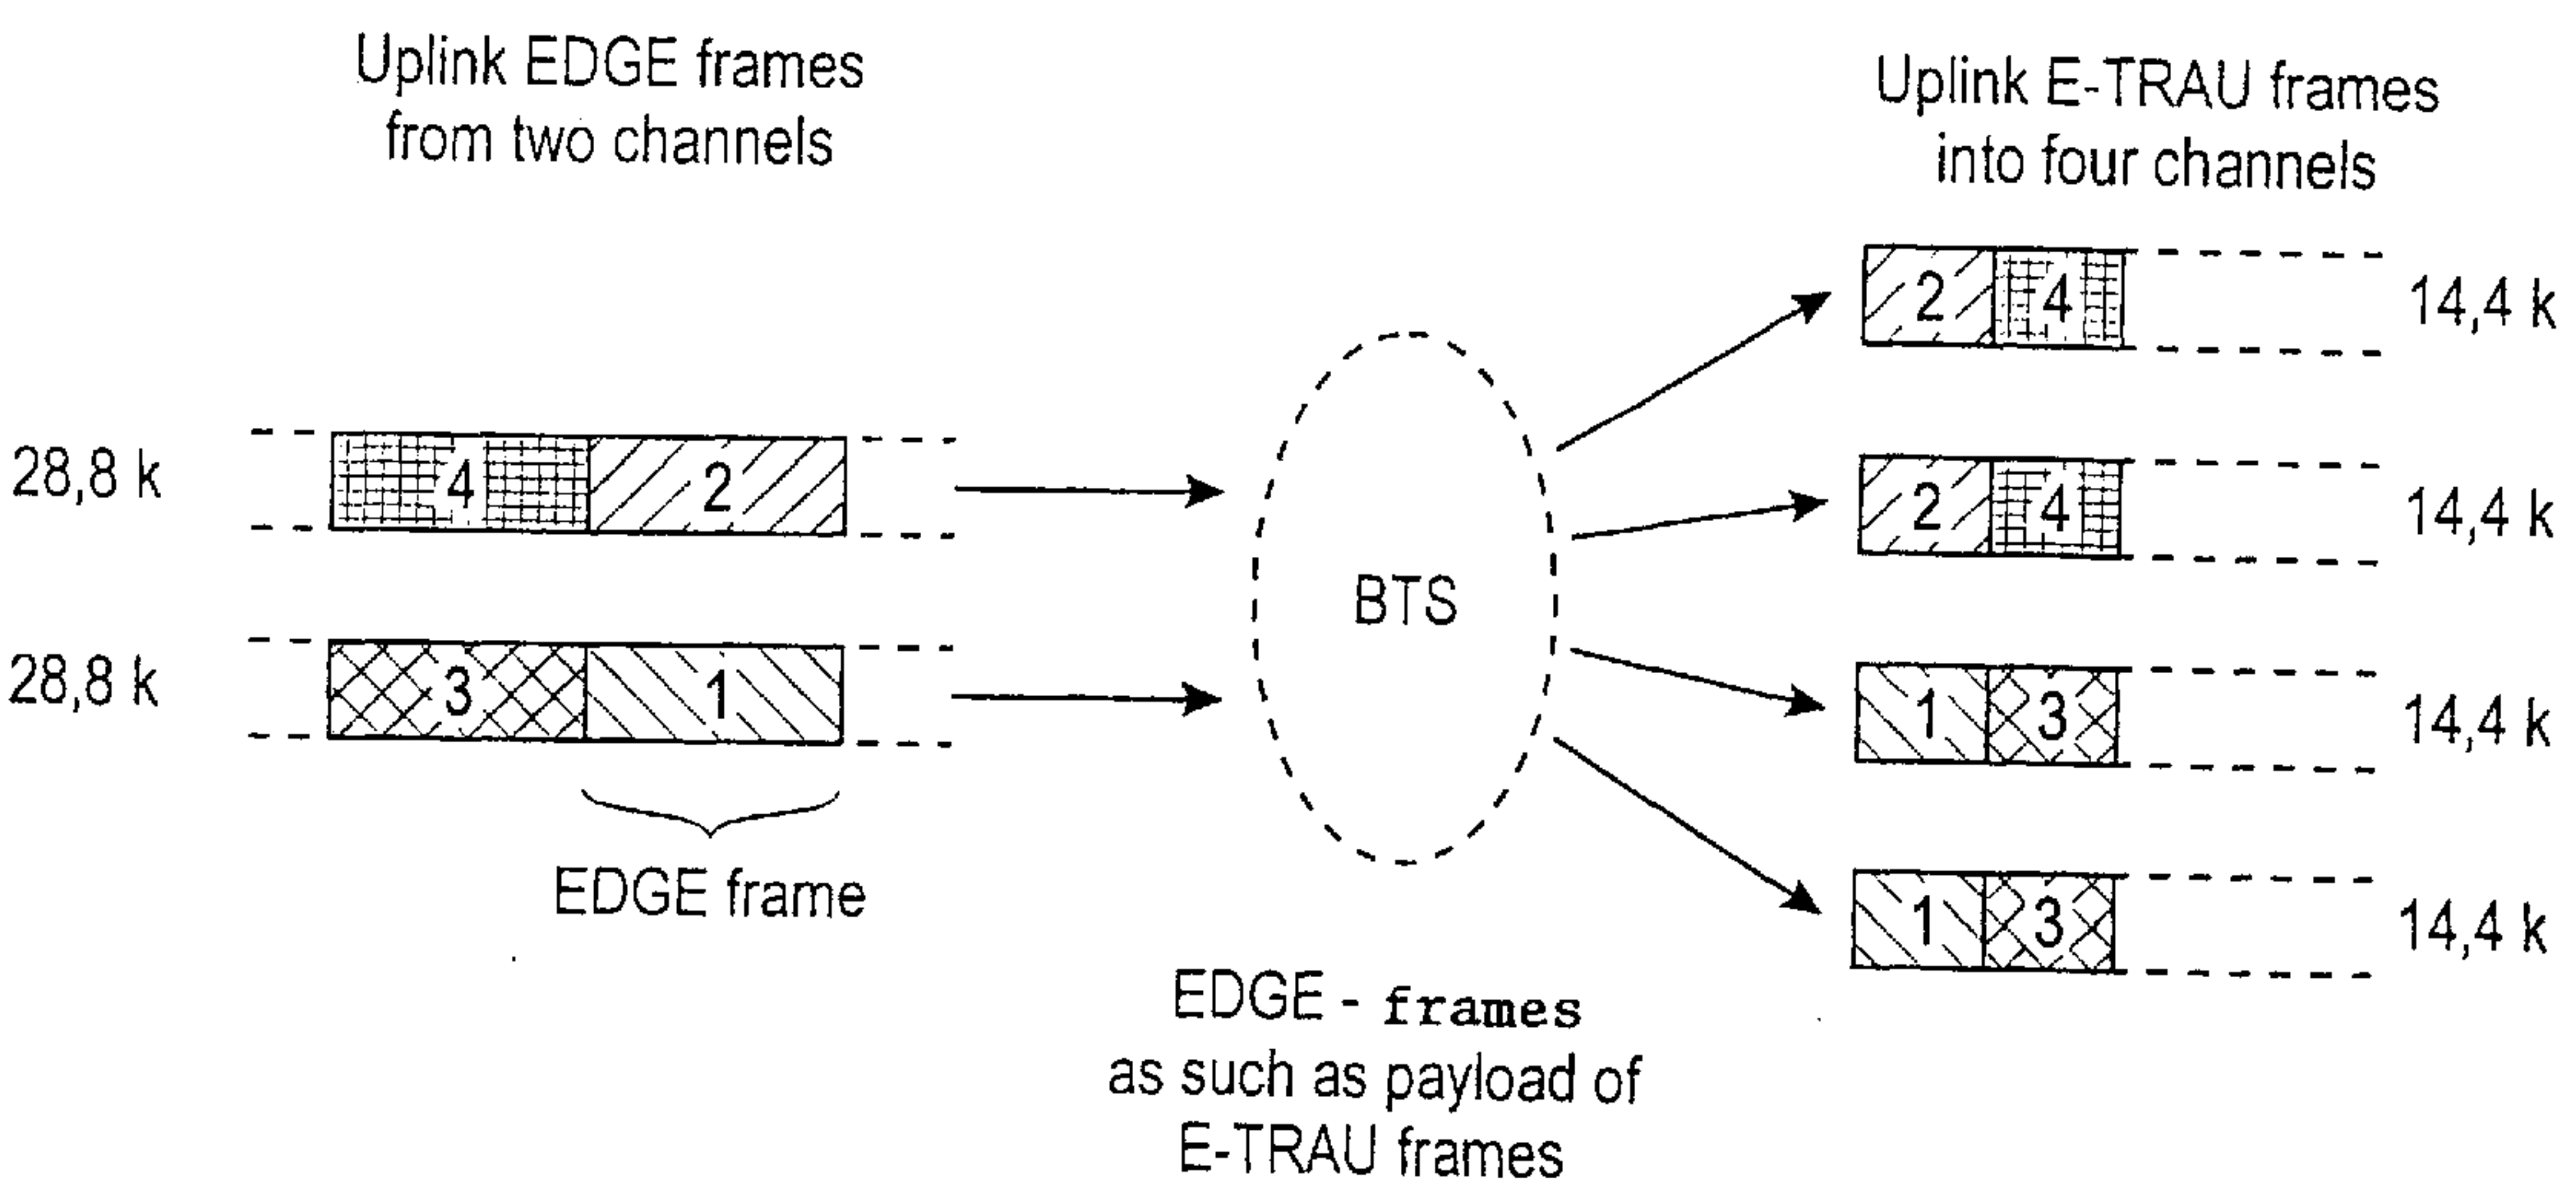 Uplink EDGE frames
from two channels
Uplink E-TRAU frames
into four channels
2 4
14,4 k
28,8 k
4 2
2 4
14,4 k
BTS
28,8 k
3 1
1 3
14,4 k
EDGE frame
1 3
14,4 k
EDGE - frames
as such as payload of
E-TRAU frames